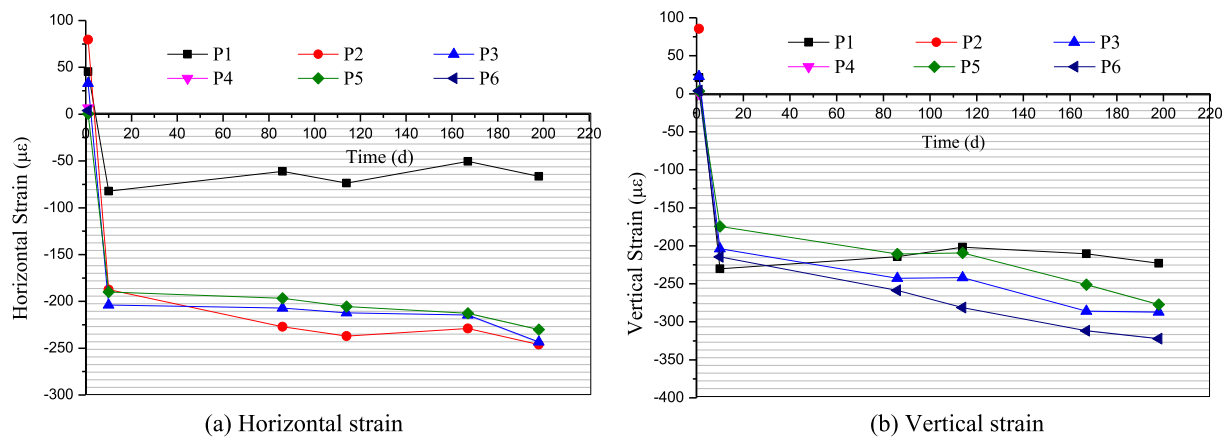 100
P1 P2 P3
P4 P5 P6
50
0
0 20 40 60 80 100 120 140 160 180 200 220
Time (d)
-50
-100
-150
-200
-250
-300
Horizontal Strain (με)
(a) Horizontal strain
100
P1 P2 P3
P4 P5 P6
50
0
0 20 40 60 80 100 120 140 160 180 200 220
Time (d)
-50
-100
-150
-200
-250
-300
-350
-400
Vertical Strain (με)
(b) Vertical strain